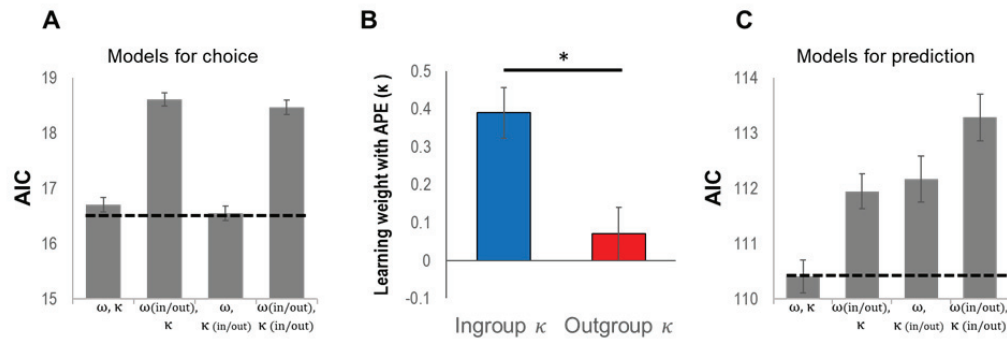 A
Models for choice
AIC
19
18
17
16
15
ω, κ
ω(in/out),
κ
ω,
κ (in/out)
ω(in/out),
κ (in/out)
B
Learning weight with APE (κ )
*
0.5
0.4
0.3
0.2
0.1
0
-0.1
Ingroup κ
Outgroup κ
C
Models for prediction
AIC
114
113
112
111
110
ω, κ
ω(in/out),
κ
ω,
κ (in/out)
ω(in/out),
κ (in/out)